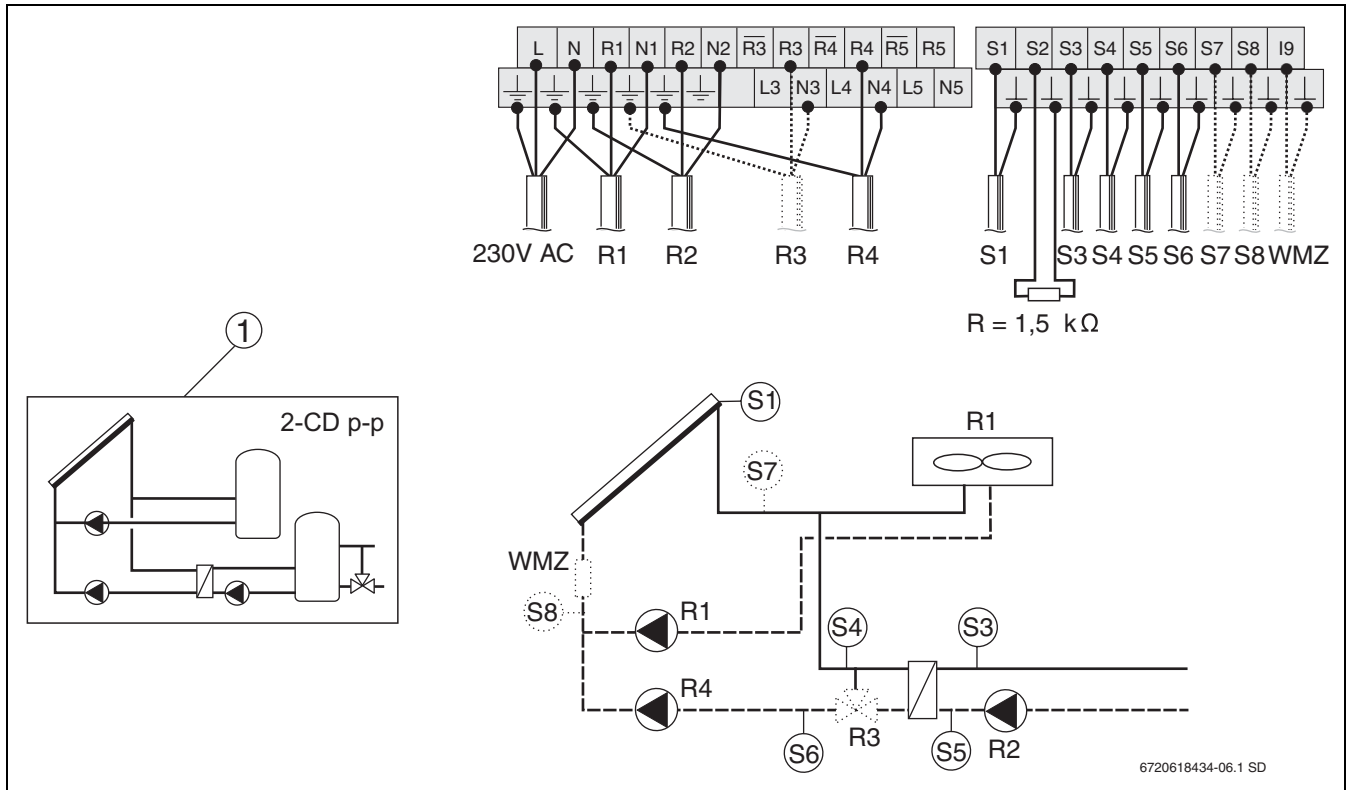 L N R1 N1 R2 N2 R̅3̅ R3 R̅4̅ R4 R̅5̅ R5
L3 N3 L4 N4 L5 N5
S1 S2 S3 S4 S5 S6 S7 S8 I9
230V AC R1 R2 R3 R4
S1 S3 S4 S5 S6 S7 S8 WMZ
R = 1,5 kΩ
1
2-CD p-p
S1
R1
S7
WMZ
S8
R1
S4
S3
R4
R3
R2
S6
S5
6720618434-06.1 SD